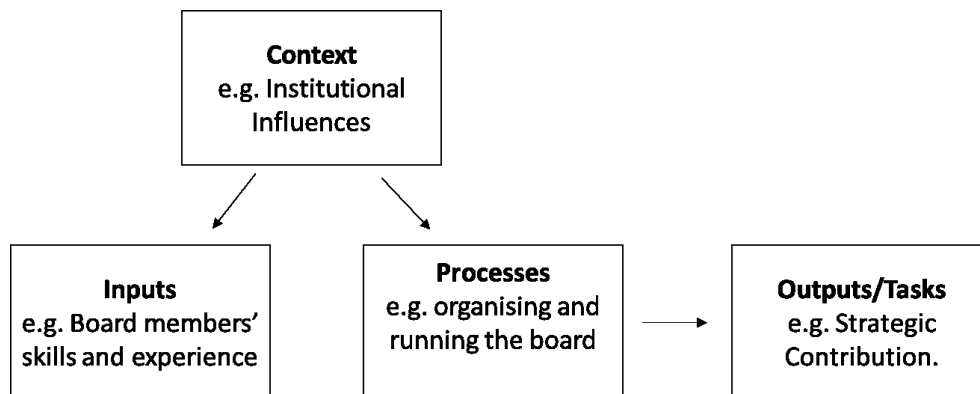 Context
e.g. Institutional
Influences
Inputs
e.g. Board members’
skills and experience
Processes
e.g. organising and
running the board
Outputs/Tasks
e.g. Strategic
Contribution.